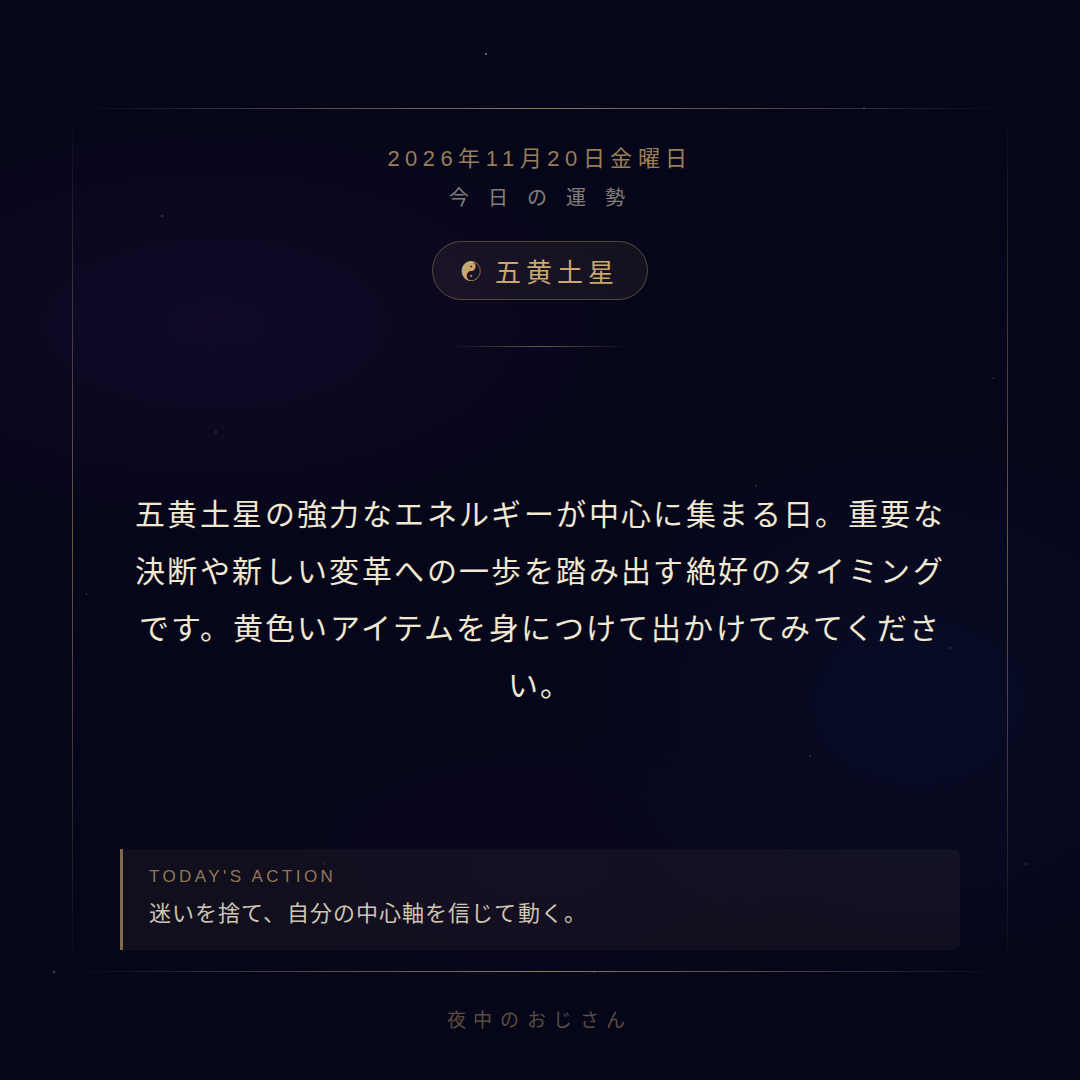 2026年11月20日金曜日
今日の運勢
☯ 五黄土星
五黄土星の強力なエネルギーが中心に集まる日。重要な
決断や新しい変革への一歩を踏み出す絶好のタイミング
です。黄色いアイテムを身につけて出かけてみてくださ
い。
TODAY'S ACTION
迷いを捨て、自分の中心軸を信じて動く。
夜中のおじさん